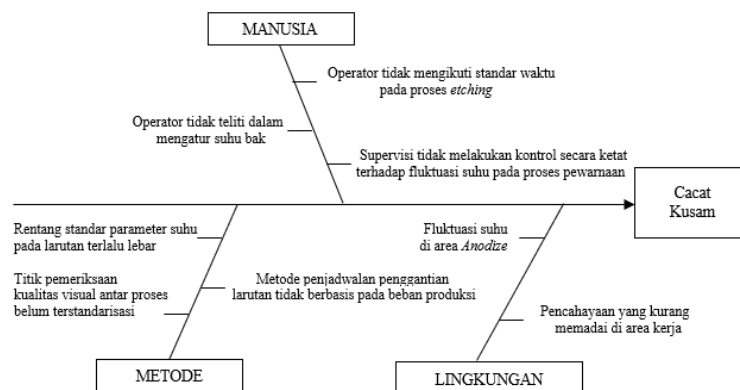 MANUSIA
Operator tidak mengikuti standar waktu
pada proses etching
Operator tidak teliti dalam
mengatur suhu bak
Supervisi tidak melakukan kontrol secara ketat
terhadap fluktuasi suhu pada proses pewarnaan
Cacat
Kusam
Rentang standar parameter suhu
pada larutan terlalu lebar
Fluktuasi suhu
di area Anodize
Titik pemeriksaan
kualitas visual antar proses
belum terstandarisasi
Metode penjadwalan penggantian
larutan tidak berbasis pada beban produksi
Pencahayaan yang kurang
memadai di area kerja
METODE
LINGKUNGAN